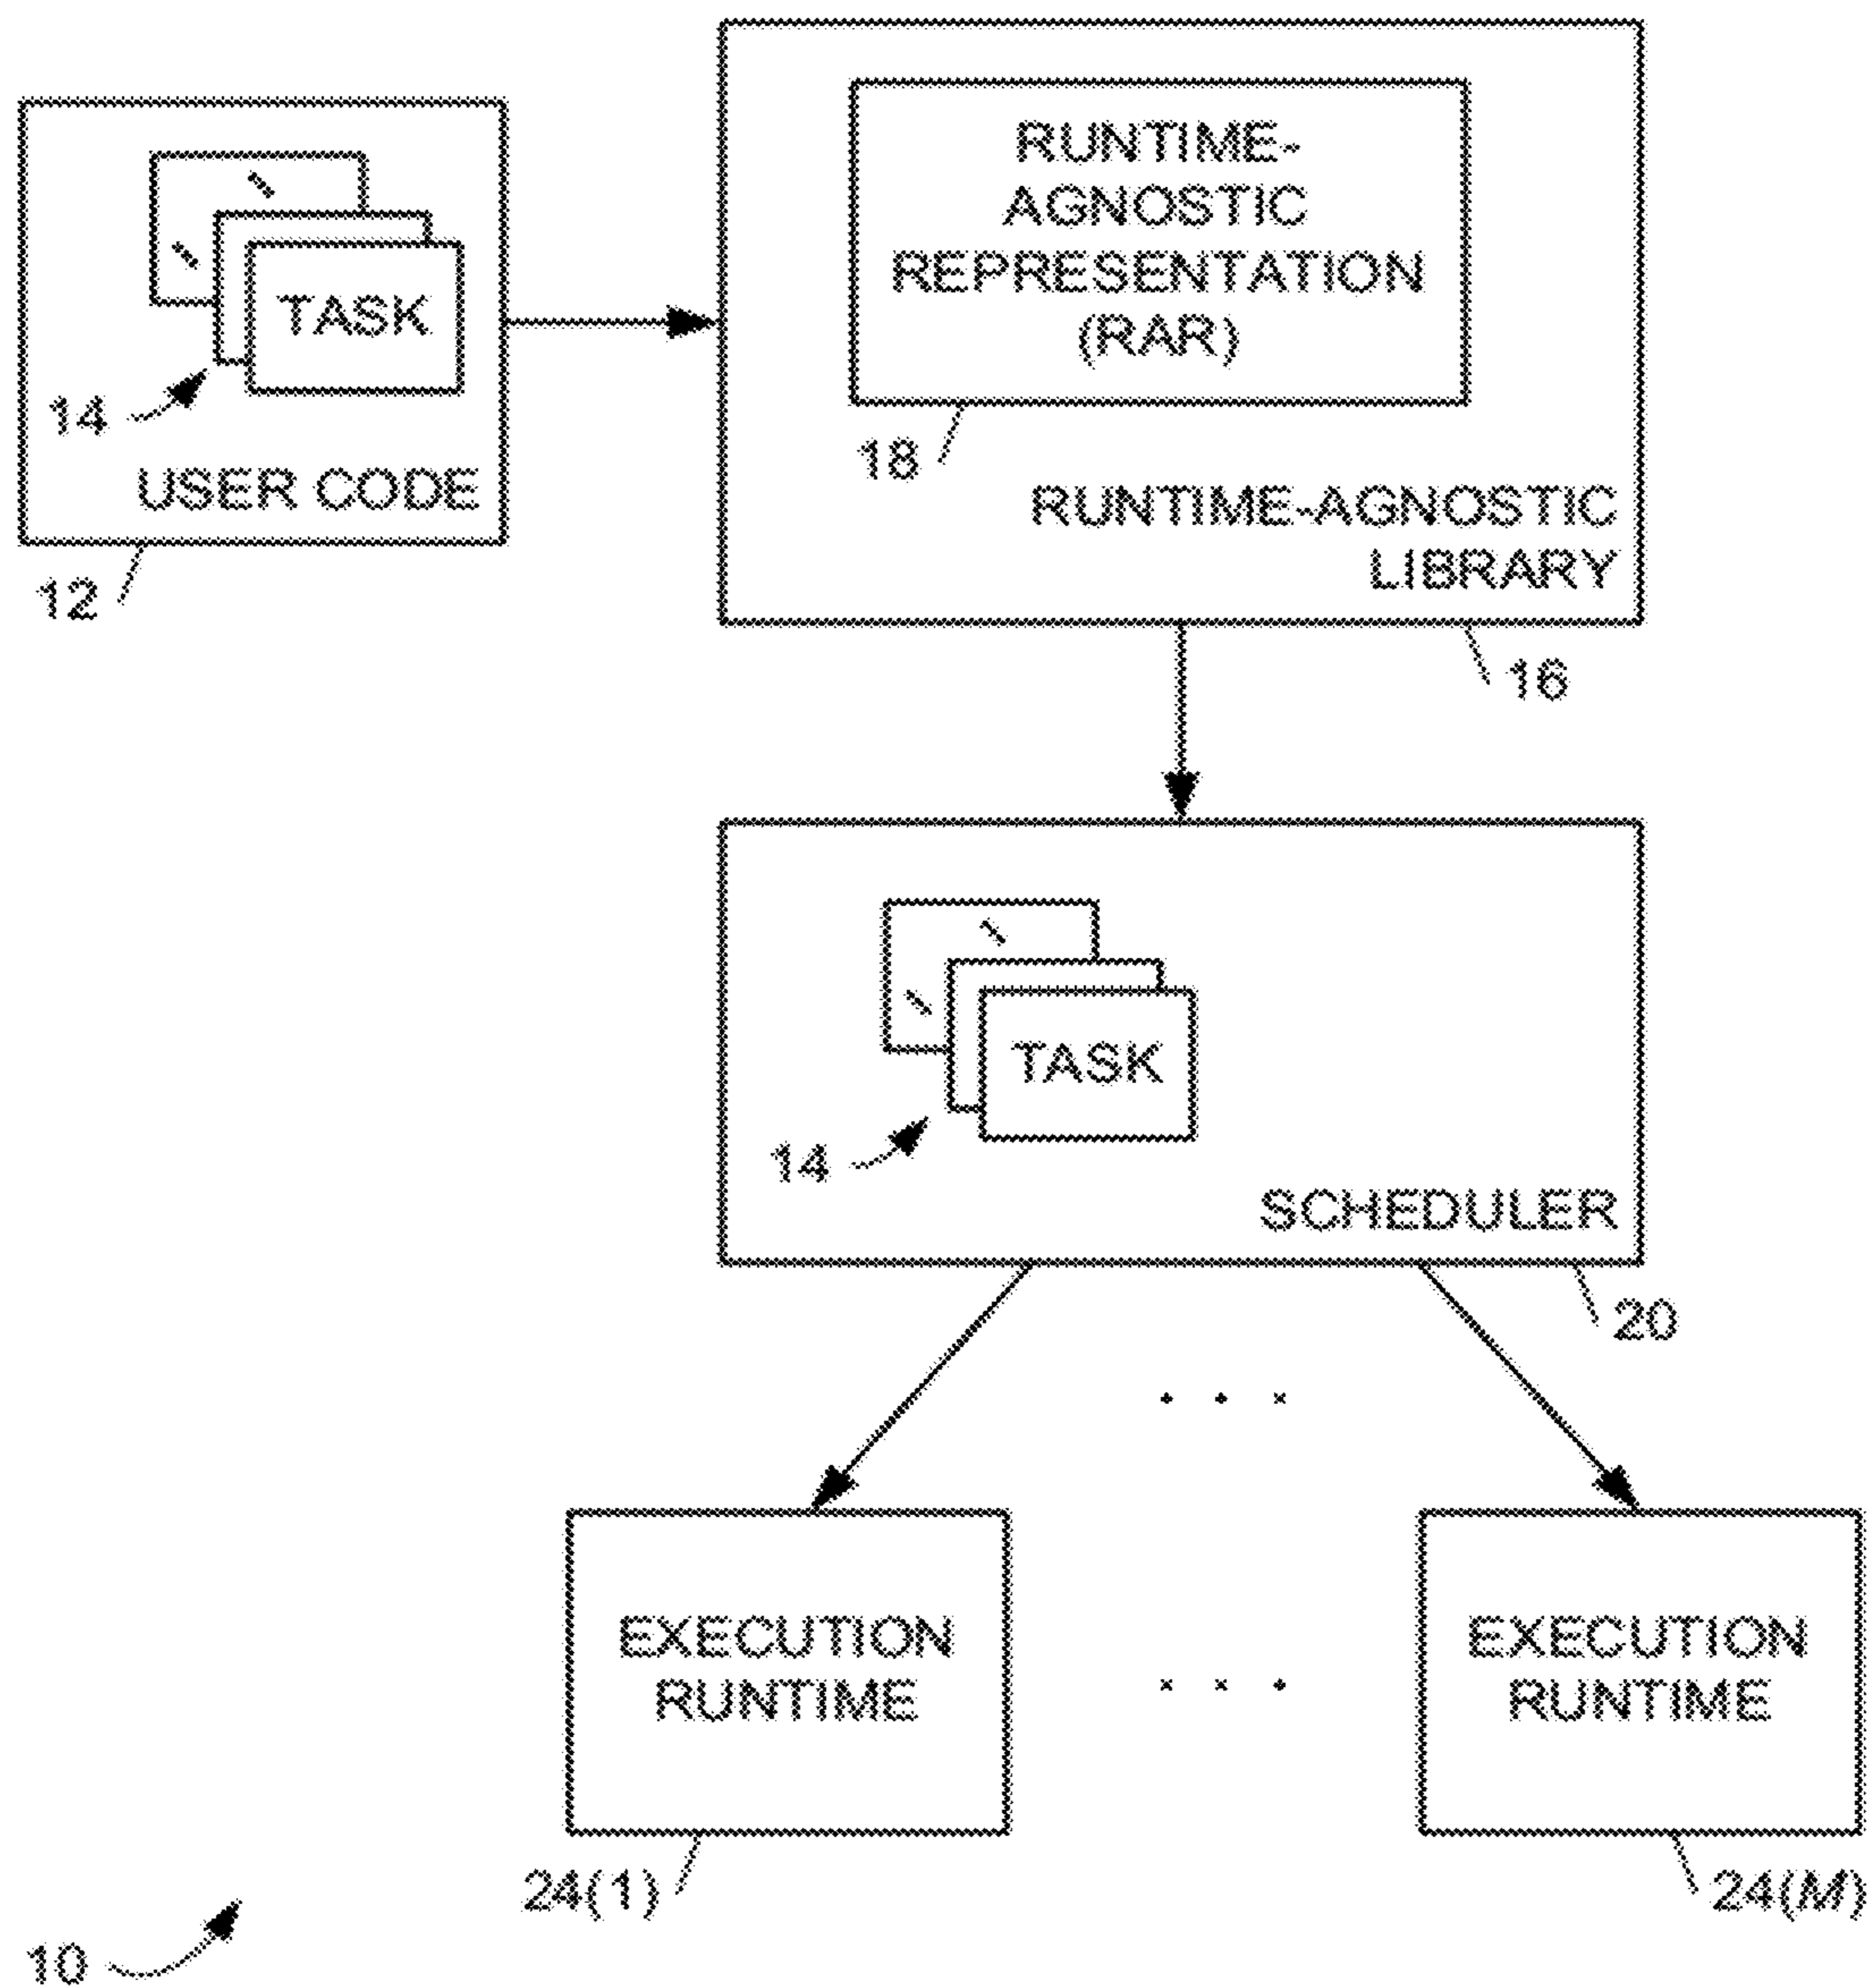 RUNTIME-
AGNOSTIC
REPRESENTATION
(RAR)
TASK
14
18
USER CODE
RUNTIME-AGNOSTIC
LIBRARY
12
16
TASK
14
SCHEDULER
20
. . .
EXECUTION
RUNTIME
. . .
EXECUTION
RUNTIME
24(1)
24(M)
10